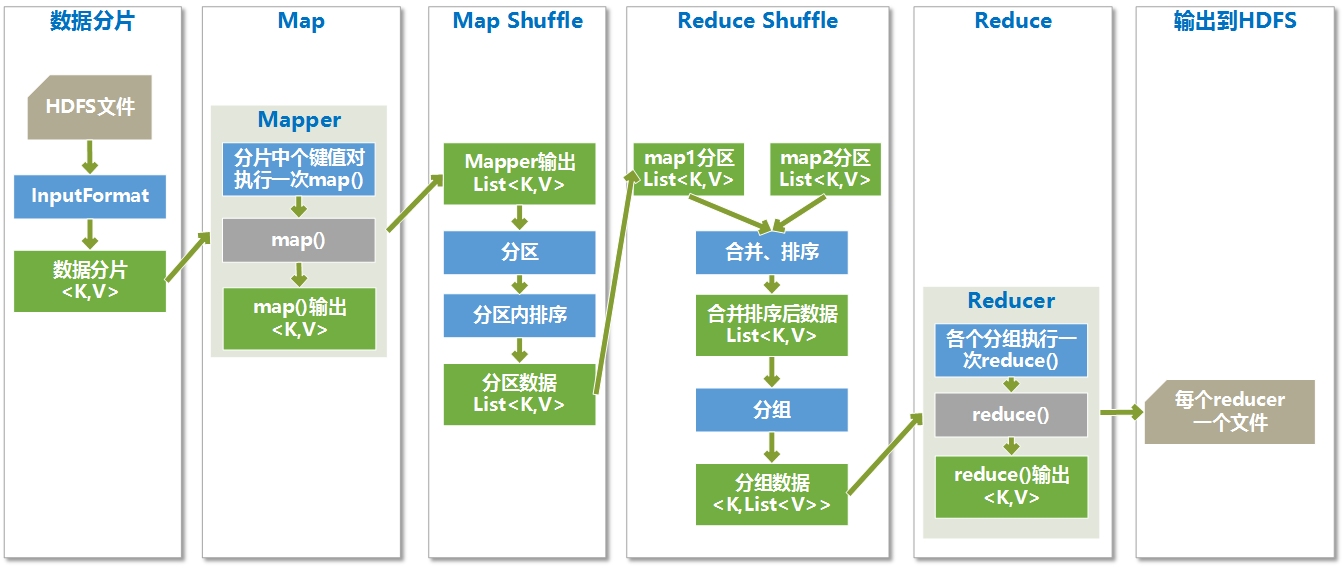 数据分片
HDFS文件
InputFormat
数据分片
<K,V>
Map
Mapper
分片中个键值对
执行一次map()
map()
map()输出
<K,V>
Map Shuffle
Mapper输出
List<K,V>
分区
分区内排序
分区数据
List<K,V>
Reduce Shuffle
map1分区
List<K,V>
map2分区
List<K,V>
合并、排序
合并排序后数据
List<K,V>
分组
分组数据
<K,List<V>>
Reduce
Reducer
各个分组执行一
次reduce()
reduce()
reduce()输出
<K,V>
输出到HDFS
每个reducer
一个文件